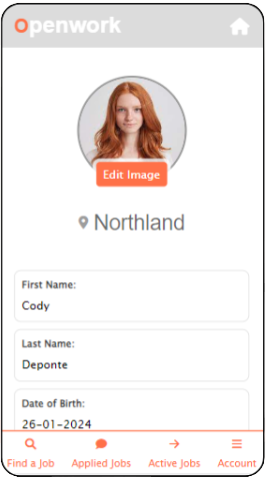 openwork
Edit Image
Northland
First Name:
Cody
Last Name:
Deponte
Date of Birth:
26-01-2024
Find a Job Applied Jobs Active Jobs Account